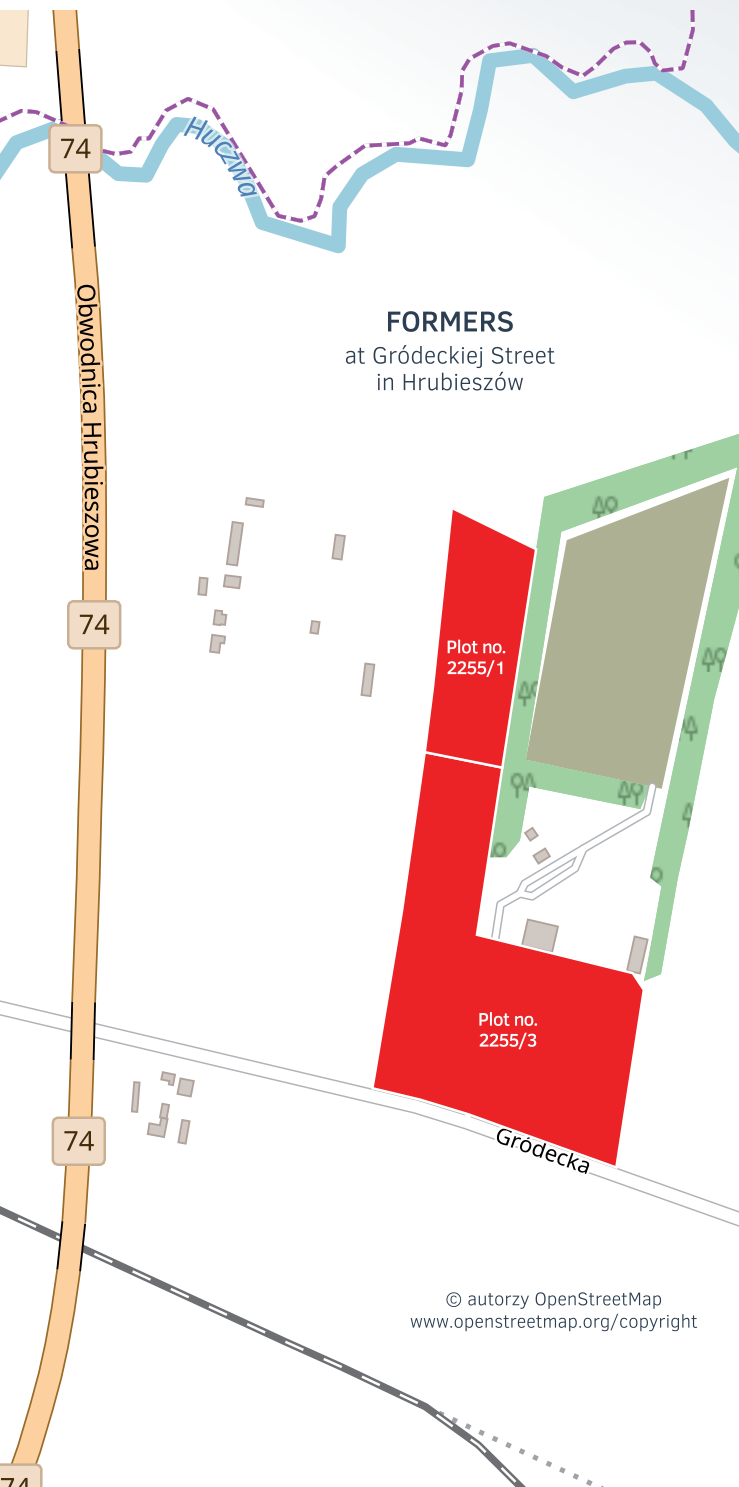 74
Huczwa
Obwodnica Hrubieszowa
FORMERS
at Gródeckiej Street
in Hrubieszów
74
Plot no.
2255/1
Plot no.
2255/3
74
Gródecka
© autorzy OpenStreetMap
www.openstreetmap.org/copyright
74